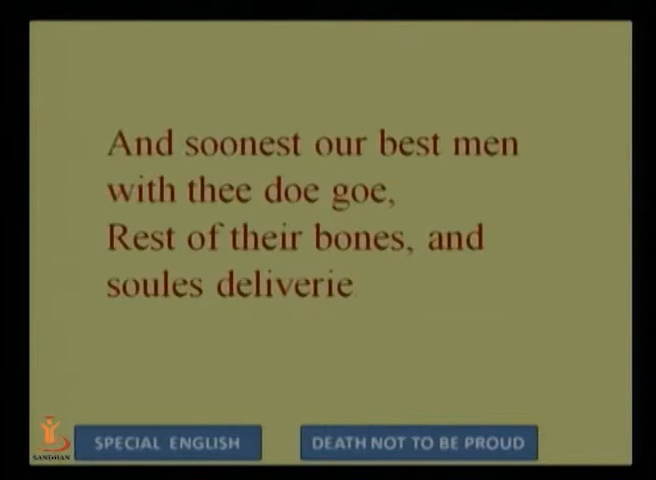 And soonest our best men
with thee doe goe,
Rest of their bones, and
soules deliverie
SANDHAN
SPECIAL ENGLISH
DEATH NOT TO BE PROUD